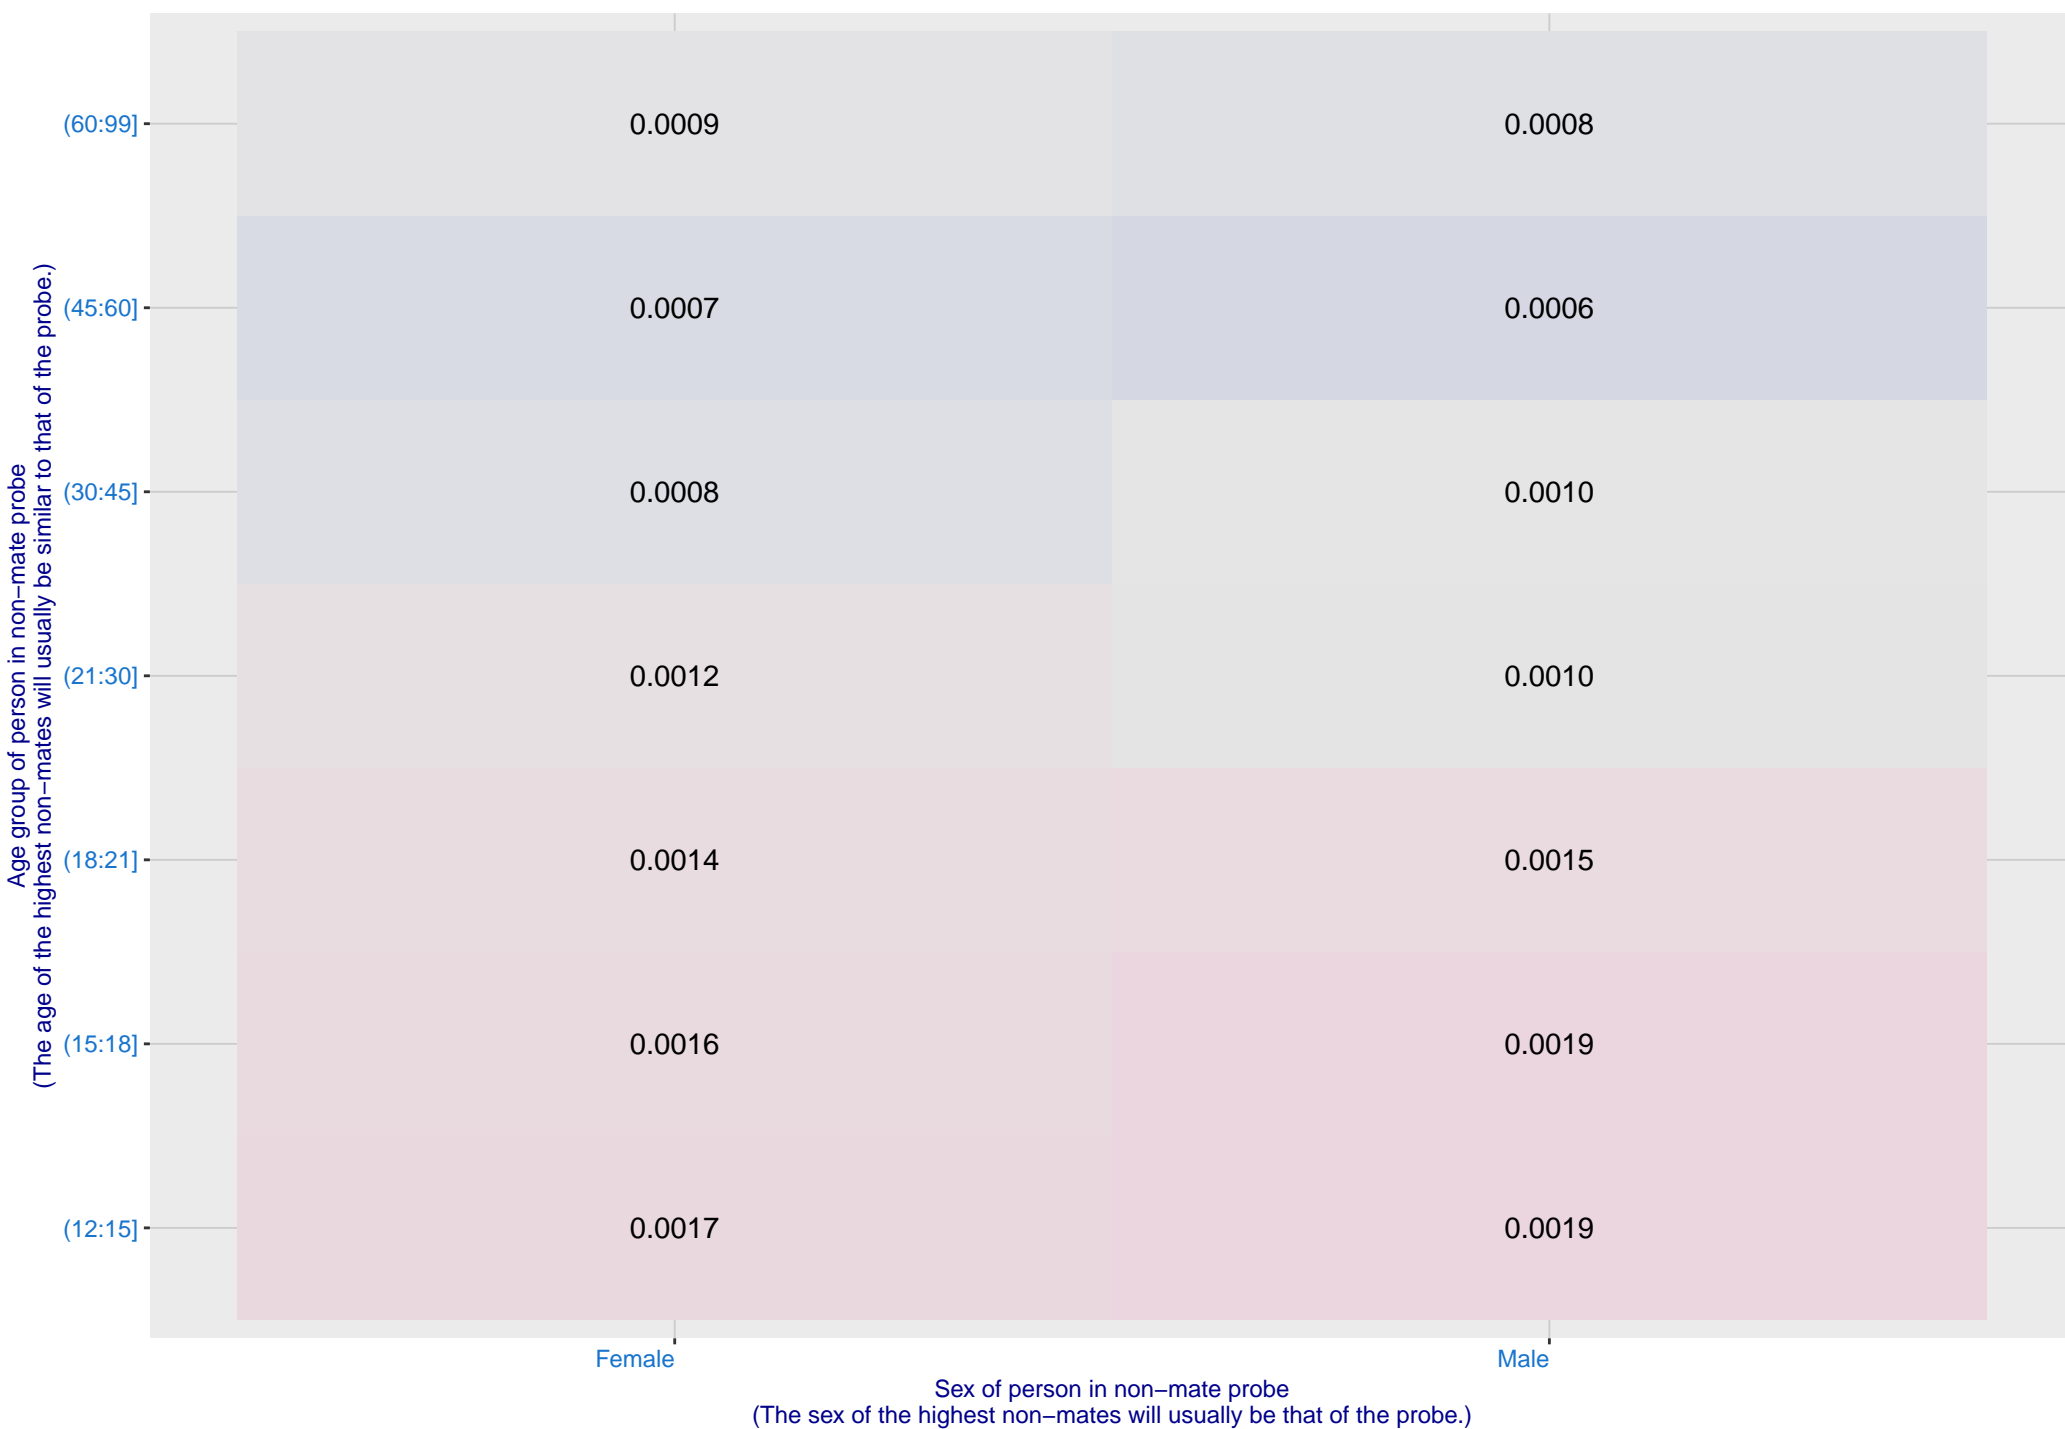 Age group of person in non−mate probe
(The age of the highest non−mates will usually be similar to that of the probe.)
(60:99] 0.0009 0.0008
(45:60] 0.0007 0.0006
(30:45] 0.0008 0.0010
(21:30] 0.0012 0.0010
(18:21] 0.0014 0.0015
(15:18] 0.0016 0.0019
(12:15] 0.0017 0.0019
Female Male
Sex of person in non−mate probe
(The sex of the highest non−mates will usually be that of the probe.)